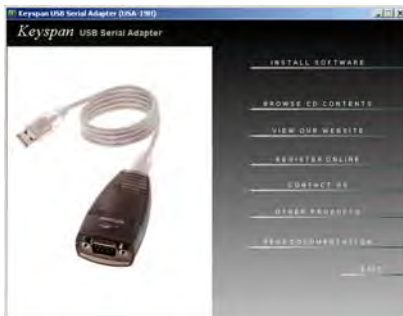 Keyspan USB Serial Adapter (USA-19H)
Keyspan USB Serial Adapter
INSTALL SOFTWARE
BROWSE CD CONTENTS
VIEW OUR WEBSITE
REGISTER ONLINE
CONTACT US
OTHER PRODUCTS
READ DOCUMENTATION
EXIT